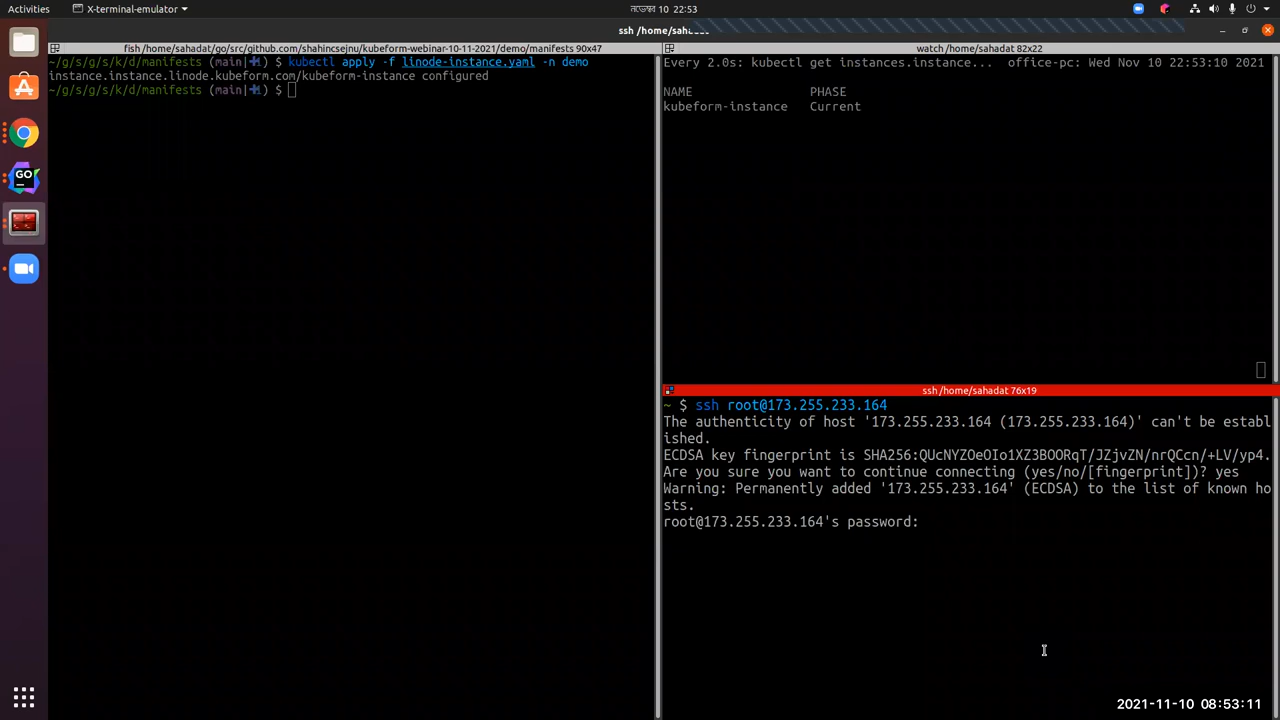 Activities
X-terminal-emulator
নভেম্বর 10 22:53
ssh /home/sahadat
fish /home/sahadat/go/src/github.com/shahincsejnu/kubeform-webinar-10-11-2021/demo/manifests 90x47
~/g/s/g/s/k/d/manifests (main|✚1) $ kubectl apply -f linode-instance.yaml -n demo
instance.instance.linode.kubeform.com/kubeform-instance configured
~/g/s/g/s/k/d/manifests (main|✚1) $
watch /home/sahadat 82x22
Every 2.0s: kubectl get instances.instance... office-pc: Wed Nov 10 22:53:10 2021
NAME PHASE
kubeform-instance Current
ssh /home/sahadat 76x19
~ $ ssh root@173.255.233.164
The authenticity of host '173.255.233.164 (173.255.233.164)' can't be establ
ished.
ECDSA key fingerprint is SHA256:QUcNYZOeOIo1XZ3BOORqT/JZjvZN/nrQCcn/+LV/yp4.
Are you sure you want to continue connecting (yes/no/[fingerprint])? yes
Warning: Permanently added '173.255.233.164' (ECDSA) to the list of known ho
sts.
root@173.255.233.164's password:
GO
2021-11-10 08:53:11